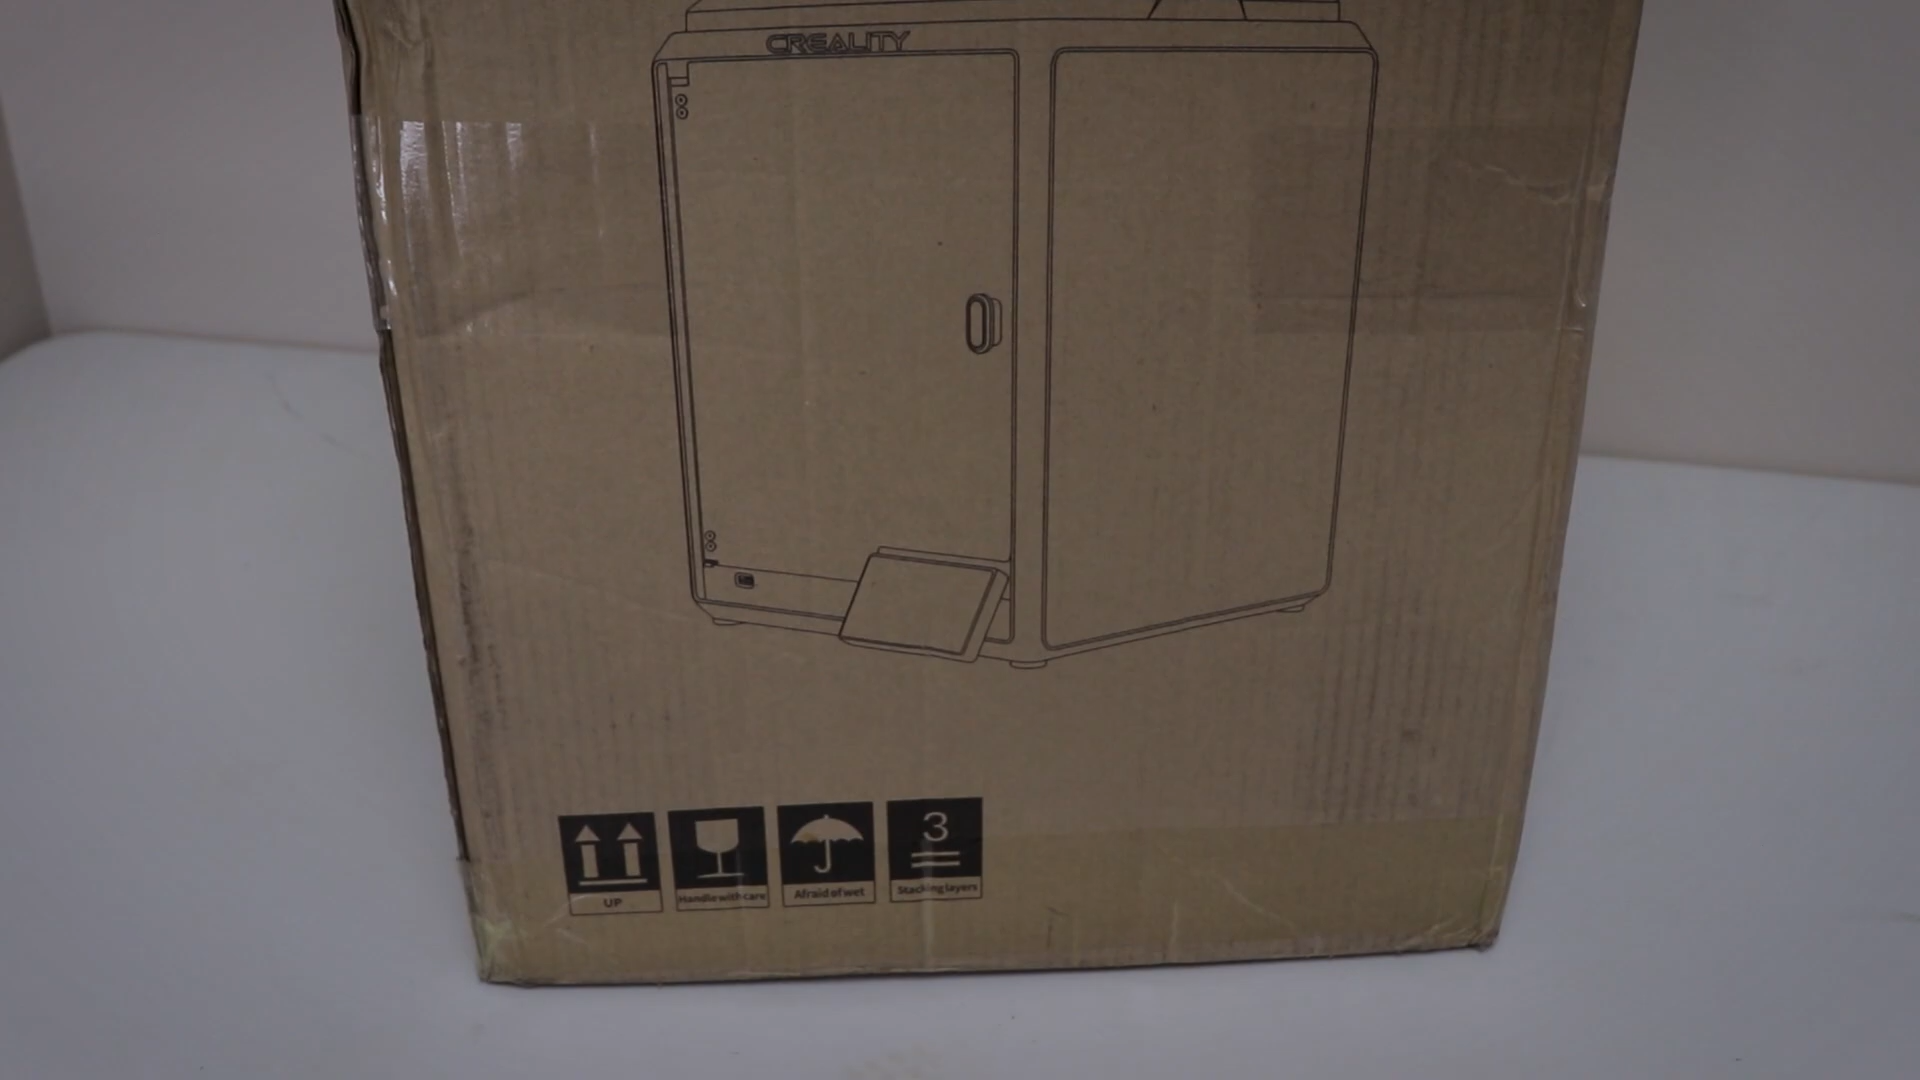 CREALITY
UP
Handle with care
Afraid of wet
3
Stacking layers